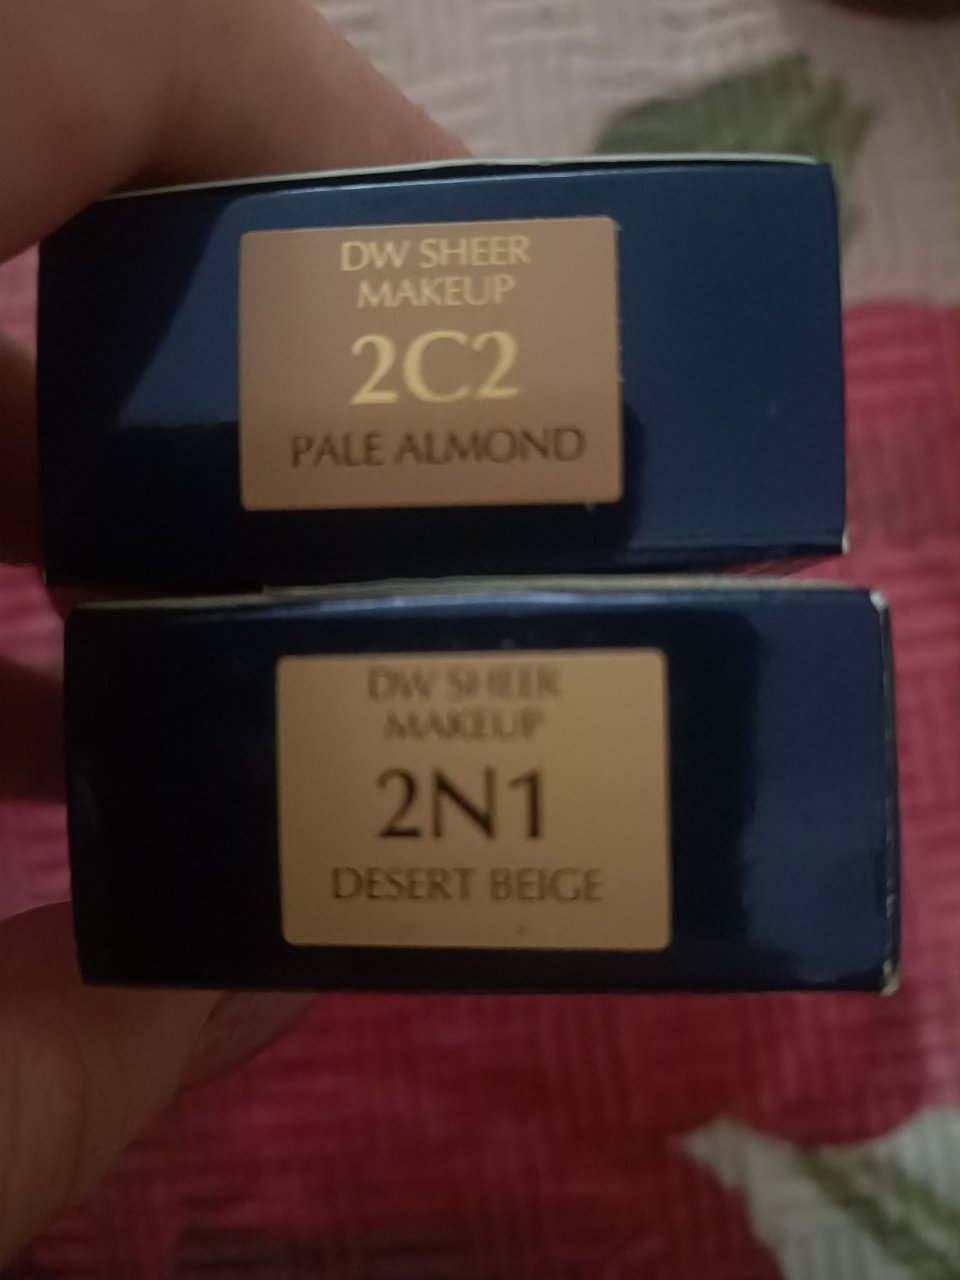 DW SHEER
MAKEUP
2C2
PALE ALMOND
DW SHEER
MAKEUP
2N1
DESERT BEIGE